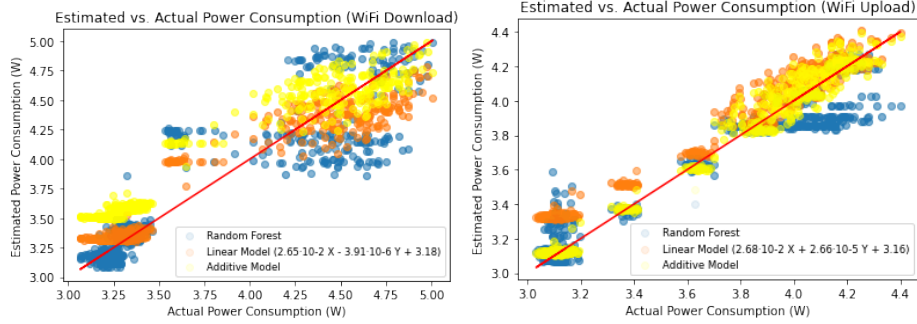 Estimated vs. Actual Power Consumption (WiFi Download)
Estimated Power Consumption (W)
5.00
4.75
4.50
4.25
4.00
3.75
3.50
3.25
3.00
Random Forest
Linear Model (2.65·10-2 X - 3.91·10-6 Y + 3.18)
Additive Model
3.00 3.25 3.50 3.75 4.00 4.25 4.50 4.75 5.00
Actual Power Consumption (W)
Estimated vs. Actual Power Consumption (WiFi Upload)
Estimated Power Consumption (W)
4.4
4.2
4.0
3.8
3.6
3.4
3.2
3.0
Random Forest
Linear Model (2.68·10-2 X + 2.66·10-5 Y + 3.16)
Additive Model
3.0 3.2 3.4 3.6 3.8 4.0 4.2 4.4
Actual Power Consumption (W)